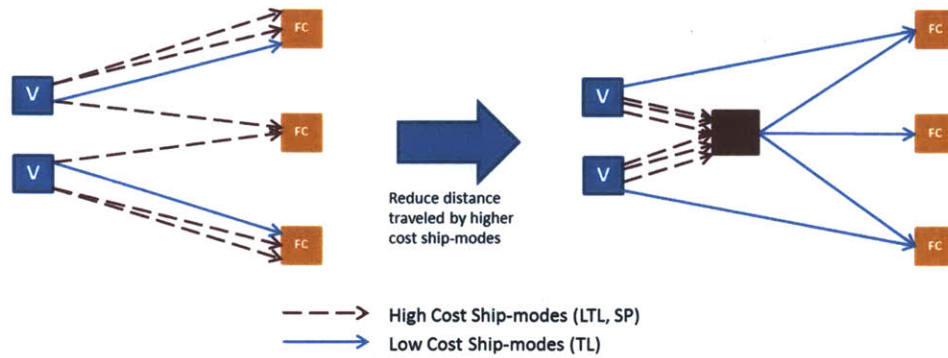 FC
FC
V
V
V
V
FC
FC
Reduce distance
traveled by higher
cost ship-modes
FC
FC
High Cost Ship-modes (LTL, SP)
Low Cost Ship-modes (TL)